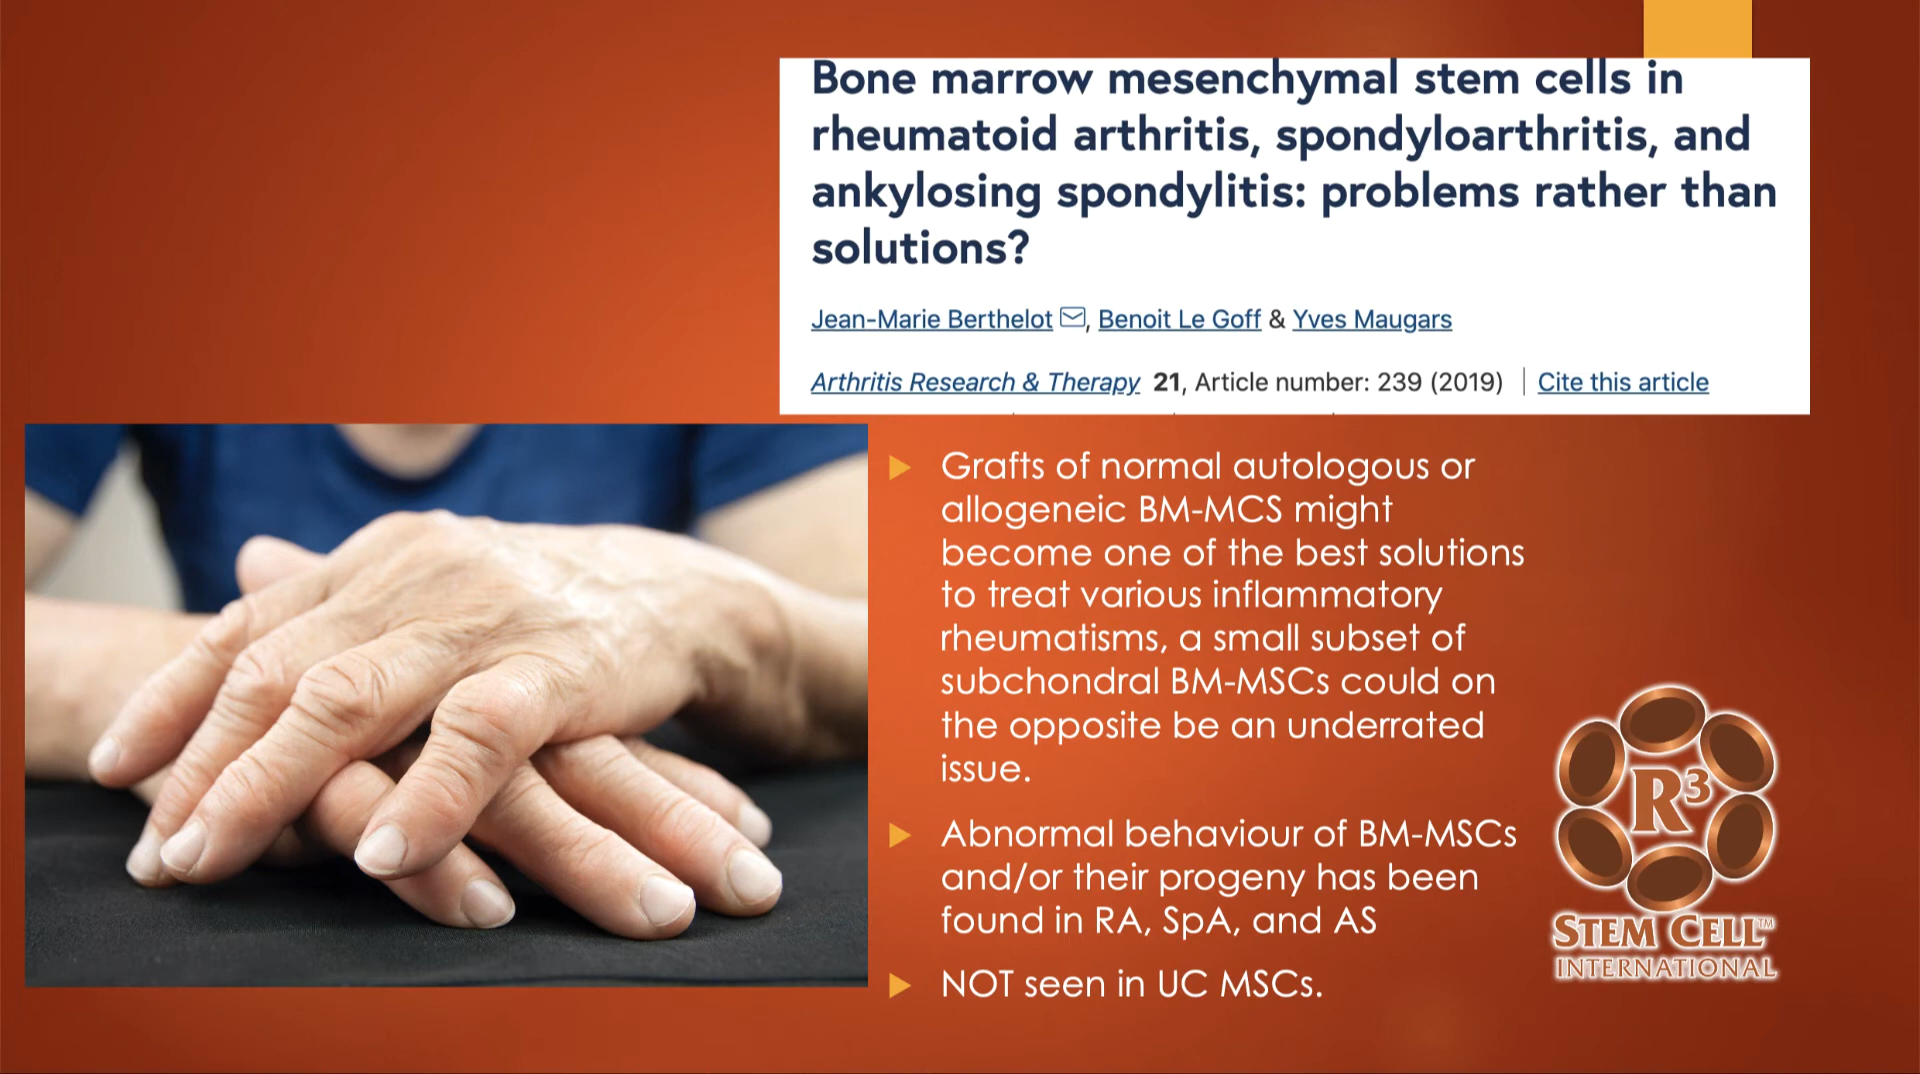 Bone marrow mesenchymal stem cells in
rheumatoid arthritis, spondyloarthritis, and
ankylosing spondylitis: problems rather than
solutions?
Jean-Marie Berthelot, Benoit Le Goff & Yves Maugars
Arthritis Research & Therapy 21, Article number: 239 (2019) | Cite this article
Grafts of normal autologous or
allogeneic BM-MCS might
become one of the best solutions
to treat various inflammatory
rheumatisms, a small subset of
subchondral BM-MSCs could on
the opposite be an underrated
issue.
Abnormal behaviour of BM-MSCs
and/or their progeny has been
found in RA, SpA, and AS
NOT seen in UC MSCs.
R³
STEM CELL™
INTERNATIONAL